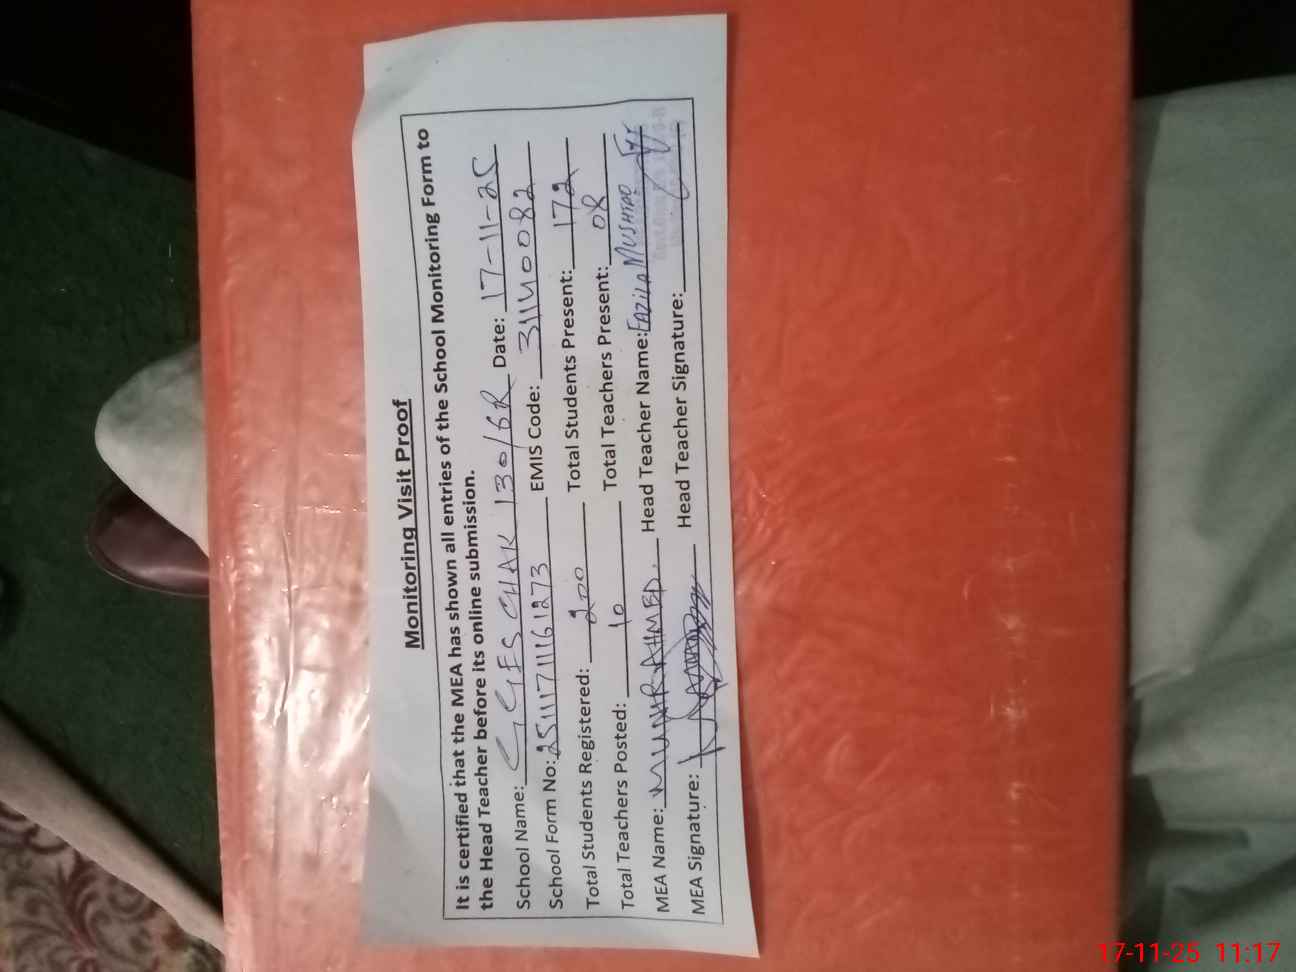 Monitoring Visit Proof
It is certified that the MEA has shown all entries of the School Monitoring Form to
the Head Teacher before its online submission.
School Name: GGES CHAK 130/6R Date: 17-11-25
School Form No: 25111711161273 EMIS Code: 31140082
Total Students Registered: 200 Total Students Present: 172
Total Teachers Posted: 10 Total Teachers Present: 08
MEA Name: AHMED. Head Teacher Name: MUSHTAQ
MEA Signature: Head Teacher Signature:
17-11-25 11:17